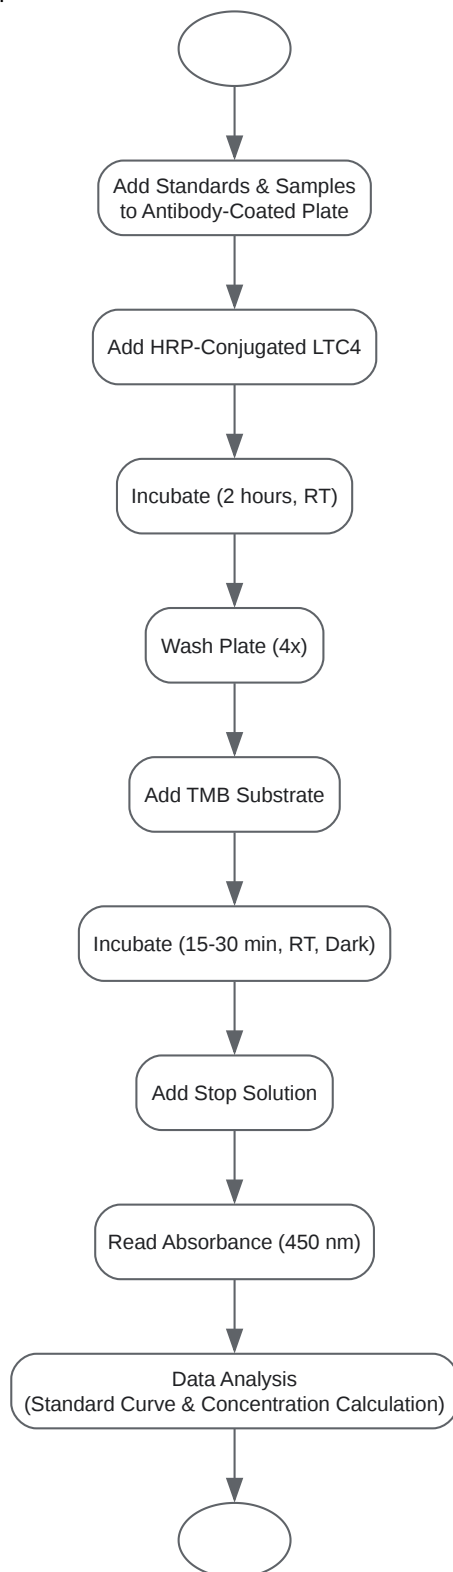 Add Standards & Samples
to Antibody-Coated Plate
Add HRP-Conjugated LTC4
Incubate (2 hours, RT)
Wash Plate (4x)
Add TMB Substrate
Incubate (15-30 min, RT, Dark)
Add Stop Solution
Read Absorbance (450 nm)
Data Analysis
(Standard Curve & Concentration Calculation)